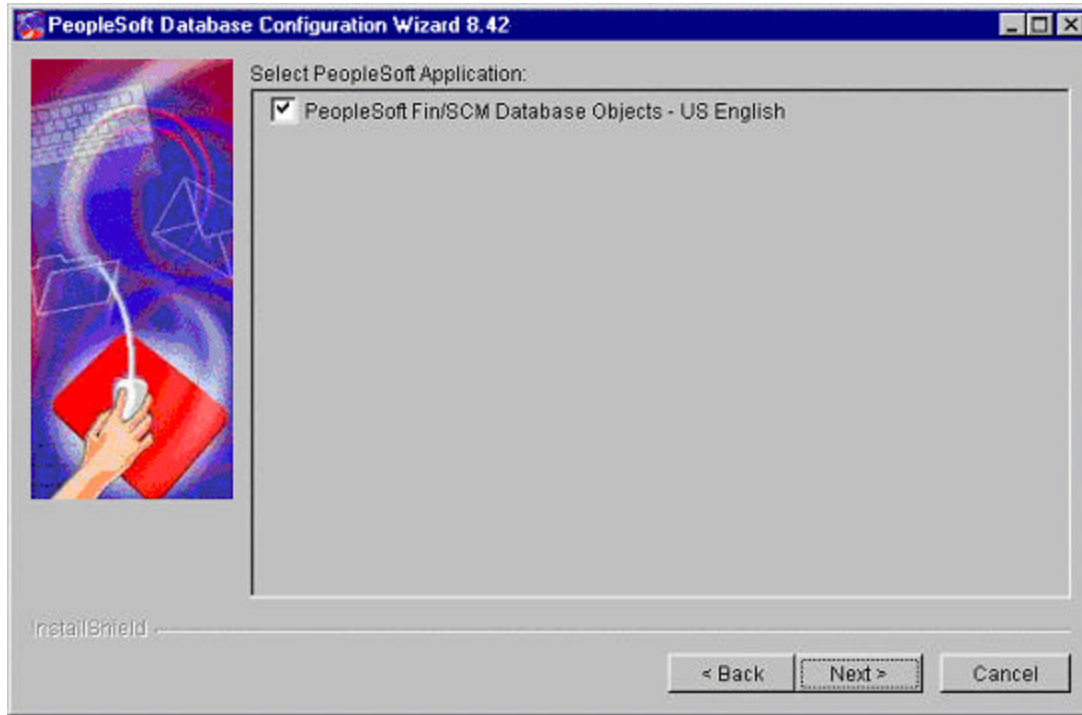 PeopleSoft Database Configuration Wizard 8.42
Select PeopleSoft Application:
PeopleSoft Fin/SCM Database Objects - US English
InstallShield
< Back
Next >
Cancel